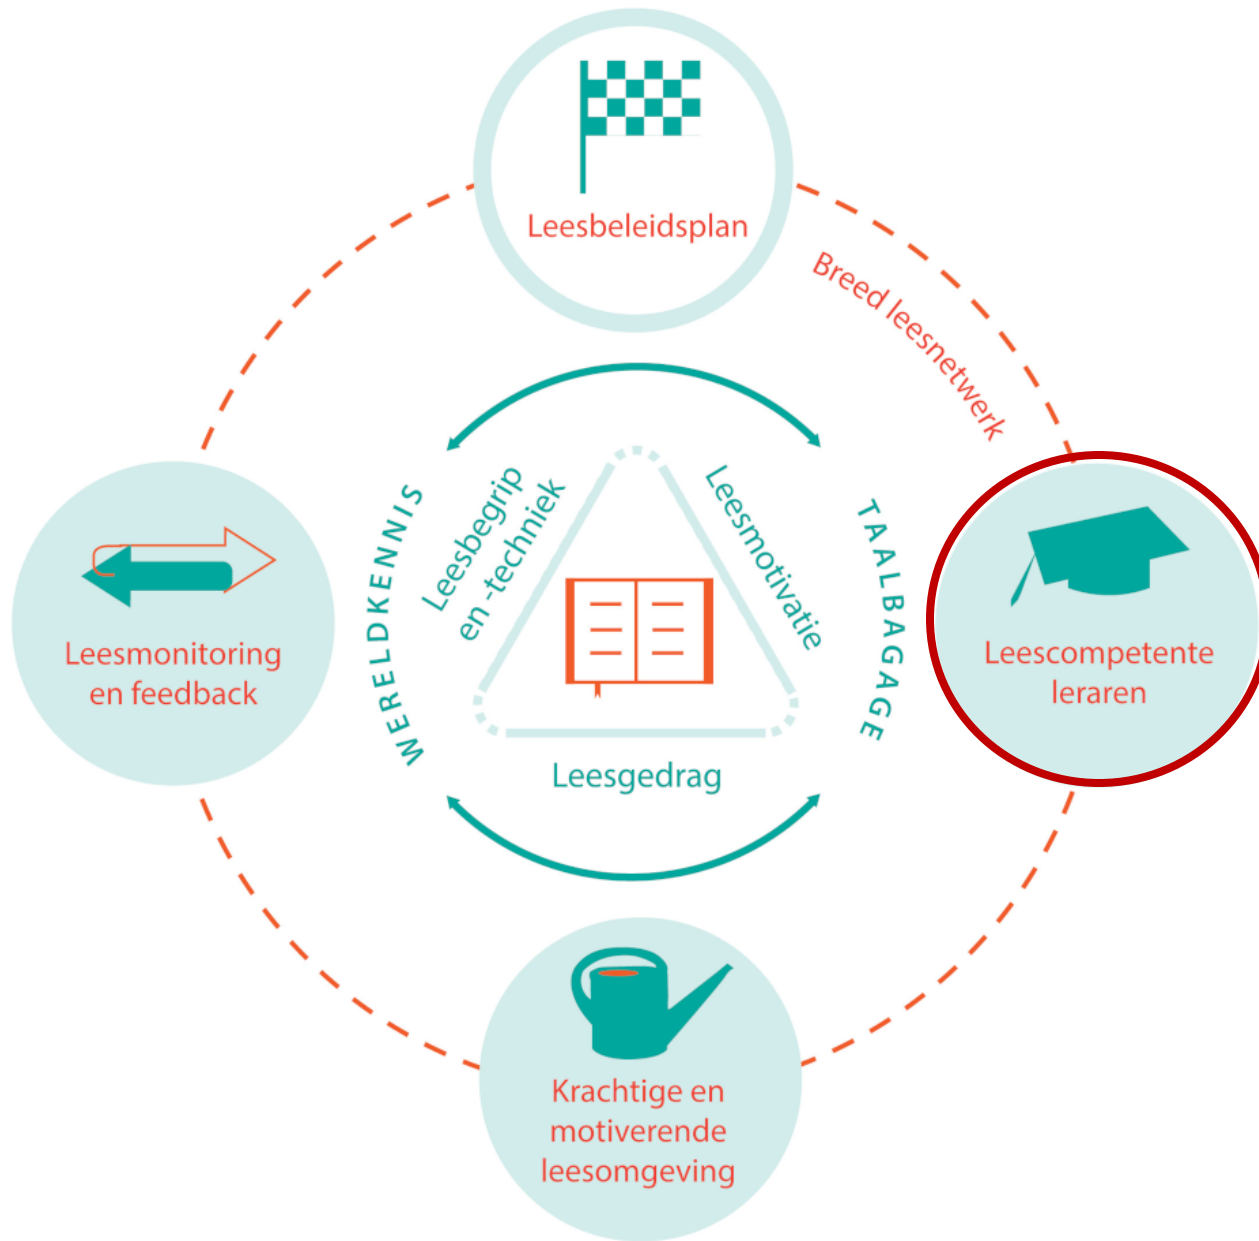 Leesbeleidsplan
Breed leesnetwerk
WERELDKENNIS
Leesbegrip
en -techniek
Leesmotivatie
TAALBAGAGE
Leesgedrag
Leesmonitoring
en feedback
Leescompetente
leraren
Krachtige en
motiverende
leesomgeving